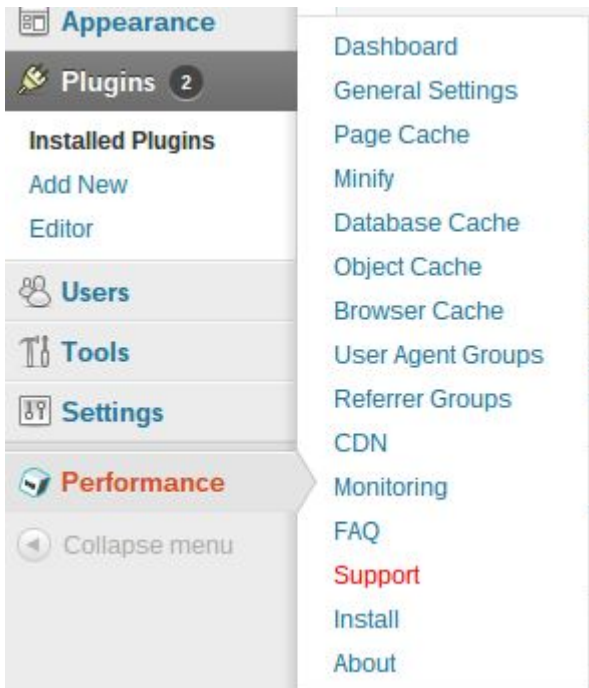 Appearance
Plugins 2
Installed Plugins
Add New
Editor
Users
Tools
Settings
Performance
Collapse menu
Dashboard
General Settings
Page Cache
Minify
Database Cache
Object Cache
Browser Cache
User Agent Groups
Referrer Groups
CDN
Monitoring
FAQ
Support
Install
About